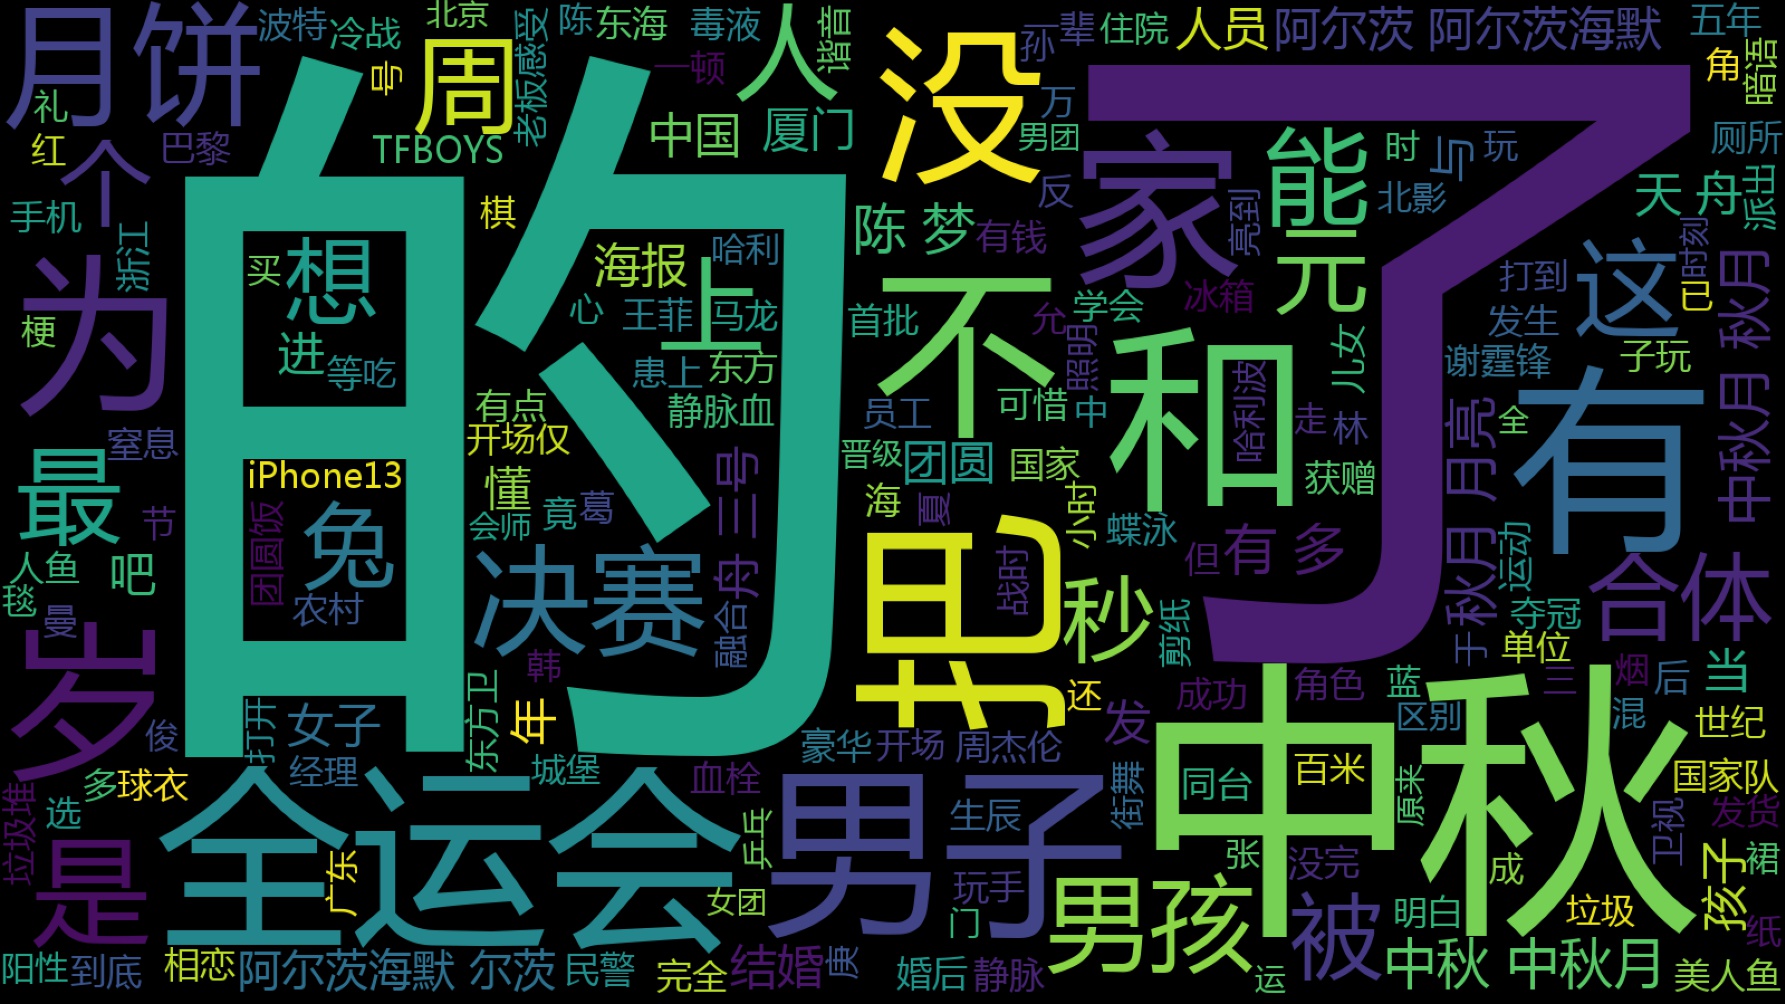 月饼
波特
冷战
北京
号
周
老板感受
陈
东海
毒液
一顿
人
谐音
没
孙
辈
住院
人员
阿尔茨
阿尔茨海默
五年
角
暗语
礼
红
个
巴黎
TFBOYS
的
中国
厦门
万
男团
了
家
能
时
与
玩
厕所
手机
浙江
棋
陈 梦
有钱
反
亮到
北影
天 舟
派出
时刻
为
买
想
海报
哈利
上
心
王菲
马龙
不
首批
允
学会
冰箱
元
打到
这
已
秋月
中秋月
梗
进
等吃
患上
东方
静脉血
照明
可惜
中
和
儿女
发生
谢霆锋
子玩
有点
开场仅
员工
哈利波
走
林
月亮
全
有
最
窒息
iPhone13
懂
三号
晋级
团圆
国家
获赠
中秋月
节
团圆饭
兔
会师
竟
葛
海
夏
小时
蝶泳
但
有 多
秋月
运动
人鱼
吧
毯
曼
农村
决赛
舟
融合
男
战时
秒
剪纸
于
夺冠
单位
合体
岁
韩
还
成功
角色
蓝
三
烟
后
当
俊
打开
女子
东方卫
年
豪华
开场
周杰伦
发
中秋
区别
混
世纪
垃圾堆
多
球衣
经理
城堡
血栓
街舞
同台
百米
原来
国家队
选
全运会
乒乓
男子
生辰
卫视
发货
是
广东
女团
玩手
门
男孩
张
没完
成
孩子
裙
被
明白
垃圾
纸
阳性
到底
相恋
阿尔茨海默
尔茨
民警
完全
结婚
庚
婚后
静脉
运
中秋
中秋月
美人鱼